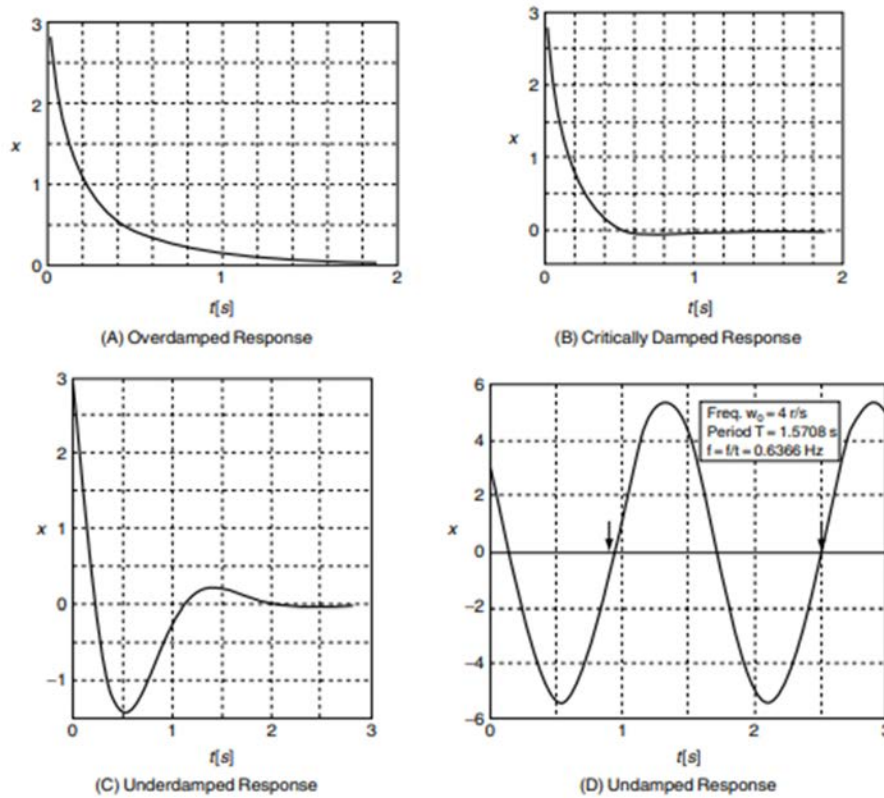 3
2
x
1
0
0
1
2
t[s]
(A) Overdamped Response
3
2
x
1
0
0
1
2
t[s]
(B) Critically Damped Response
3
2
1
x
0
−1
0
1
2
3
t[s]
(C) Underdamped Response
6
4
2
x
0
−2
−4
−6
0
1
2
3
Freq. w0 = 4 r/s
Period T = 1.5708 s
f = f/t = 0.6366 Hz
t[s]
(D) Undamped Response